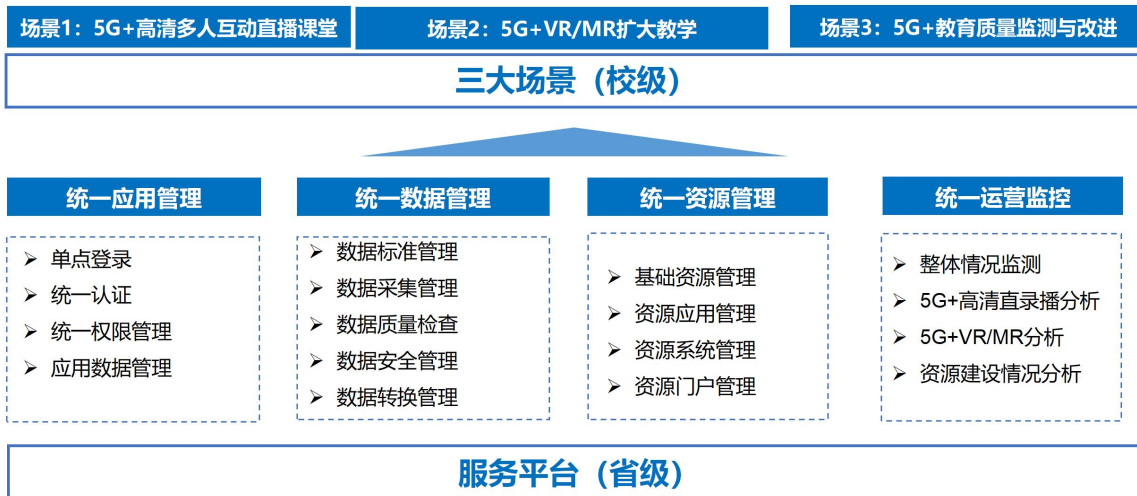 场景1：5G+高清多人互动直播课堂
场景2：5G+VR/MR扩大教学
场景3：5G+教育质量监测与改进
三大场景（校级）
统一应用管理
单点登录
统一认证
统一权限管理
应用数据管理
统一数据管理
数据标准管理
数据采集管理
数据质量检查
数据安全管理
数据转换管理
统一资源管理
基础资源管理
资源应用管理
资源系统管理
资源门户管理
统一运营监控
整体情况监测
5G+高清直录播分析
5G+VR/MR分析
资源建设情况分析
服务平台（省级）